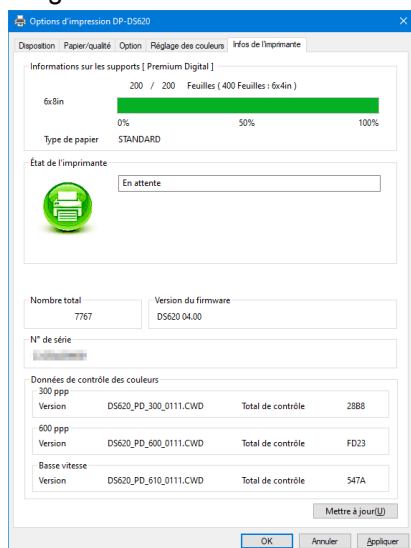 Options d'impression DP-DS620
Disposition Papier/qualité Option Réglage des couleurs Infos de l'imprimante
Informations sur les supports [ Premium Digital ]
200 / 200 Feuilles ( 400 Feuilles : 6x4in )
6x8in
0% 50% 100%
Type de papier STANDARD
État de l'imprimante
En attente
Nombre total Version du firmware
7767 DS620 04.00
N° de série
Données de contrôle des couleurs
300 ppp
Version DS620_PD_300_0111.CWD Total de contrôle 28B8
600 ppp
Version DS620_PD_600_0111.CWD Total de contrôle FD23
Basse vitesse
Version DS620_PD_610_0111.CWD Total de contrôle 547A
Mettre à jour(U)
OK Annuler Appliquer